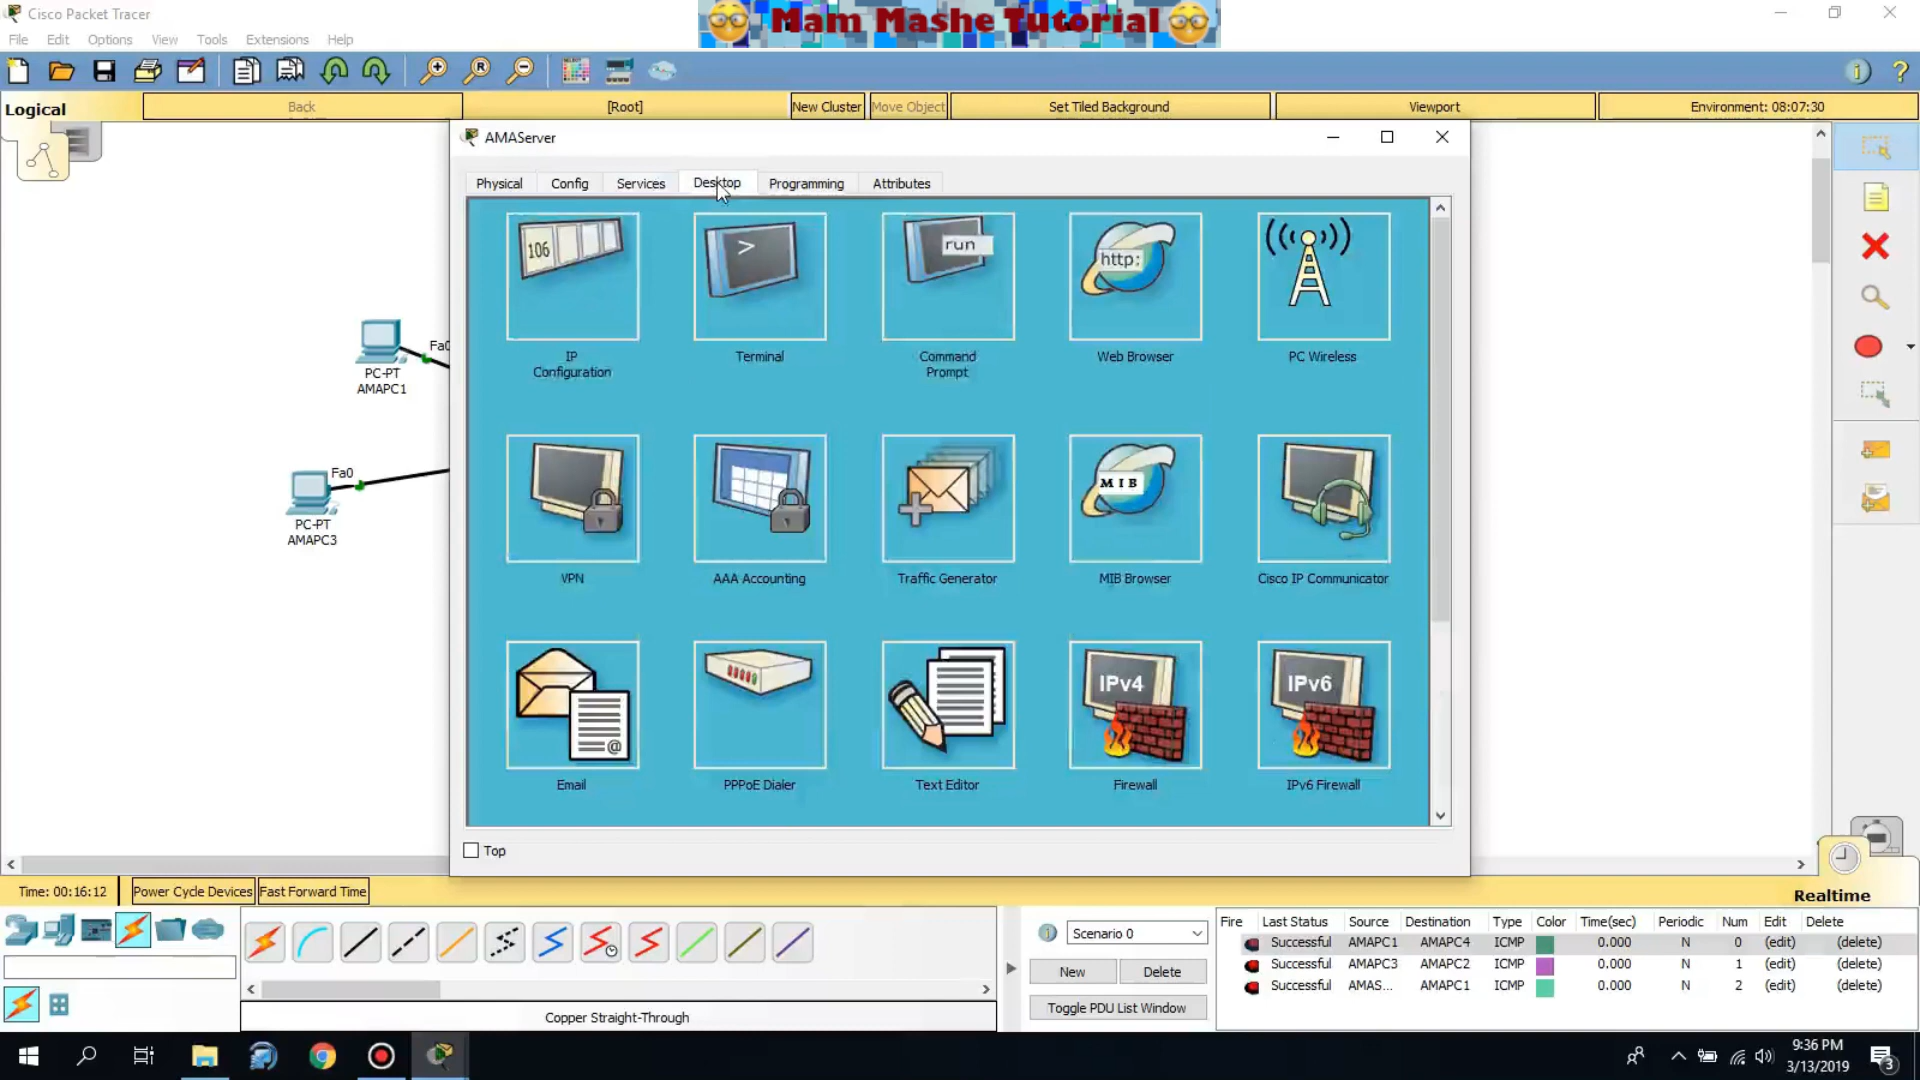 Cisco Packet Tracer
Mam Mashe Tutorial
File Edit Options View Tools Extensions Help
Logical
Back
[Root]
New Cluster
Move Object
Set Tiled Background
Viewport
Environment: 08:07:30
AMAServer
Physical Config Services Desktop Programming Attributes
106
>
run
http:
IP
Configuration
Terminal
Command
Prompt
Web Browser
PC Wireless
MIB
VPN
AAA Accounting
Traffic Generator
MIB Browser
Cisco IP Communicator
@
IPv4
IPv6
Email
PPPoE Dialer
Text Editor
Firewall
IPv6 Firewall
Top
Fa0
PC-PT
AMAPC1
Fa0
PC-PT
AMAPC3
Time: 00:16:12
Power Cycle Devices
Fast Forward Time
Realtime
Copper Straight-Through
Scenario 0
New
Delete
Toggle PDU List Window
Fire Last Status Source Destination Type Color Time(sec) Periodic Num Edit Delete
Successful AMAPC1 AMAPC4 ICMP 0.000 N 0 (edit) (delete)
Successful AMAPC3 AMAPC2 ICMP 0.000 N 1 (edit) (delete)
Successful AMAS... AMAPC1 ICMP 0.000 N 2 (edit) (delete)
9:36 PM
3/13/2019
3